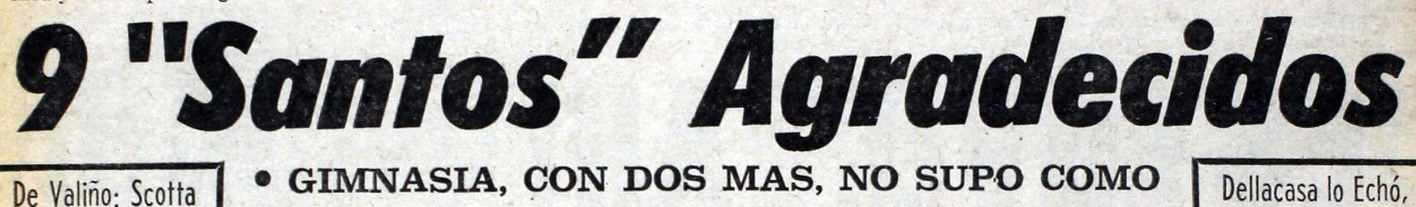 9 "Santos" Agradecidos
• GIMNASIA, CON DOS MAS, NO SUPO COMO
De Valiño: Scotta
Dellacasa lo Echó,